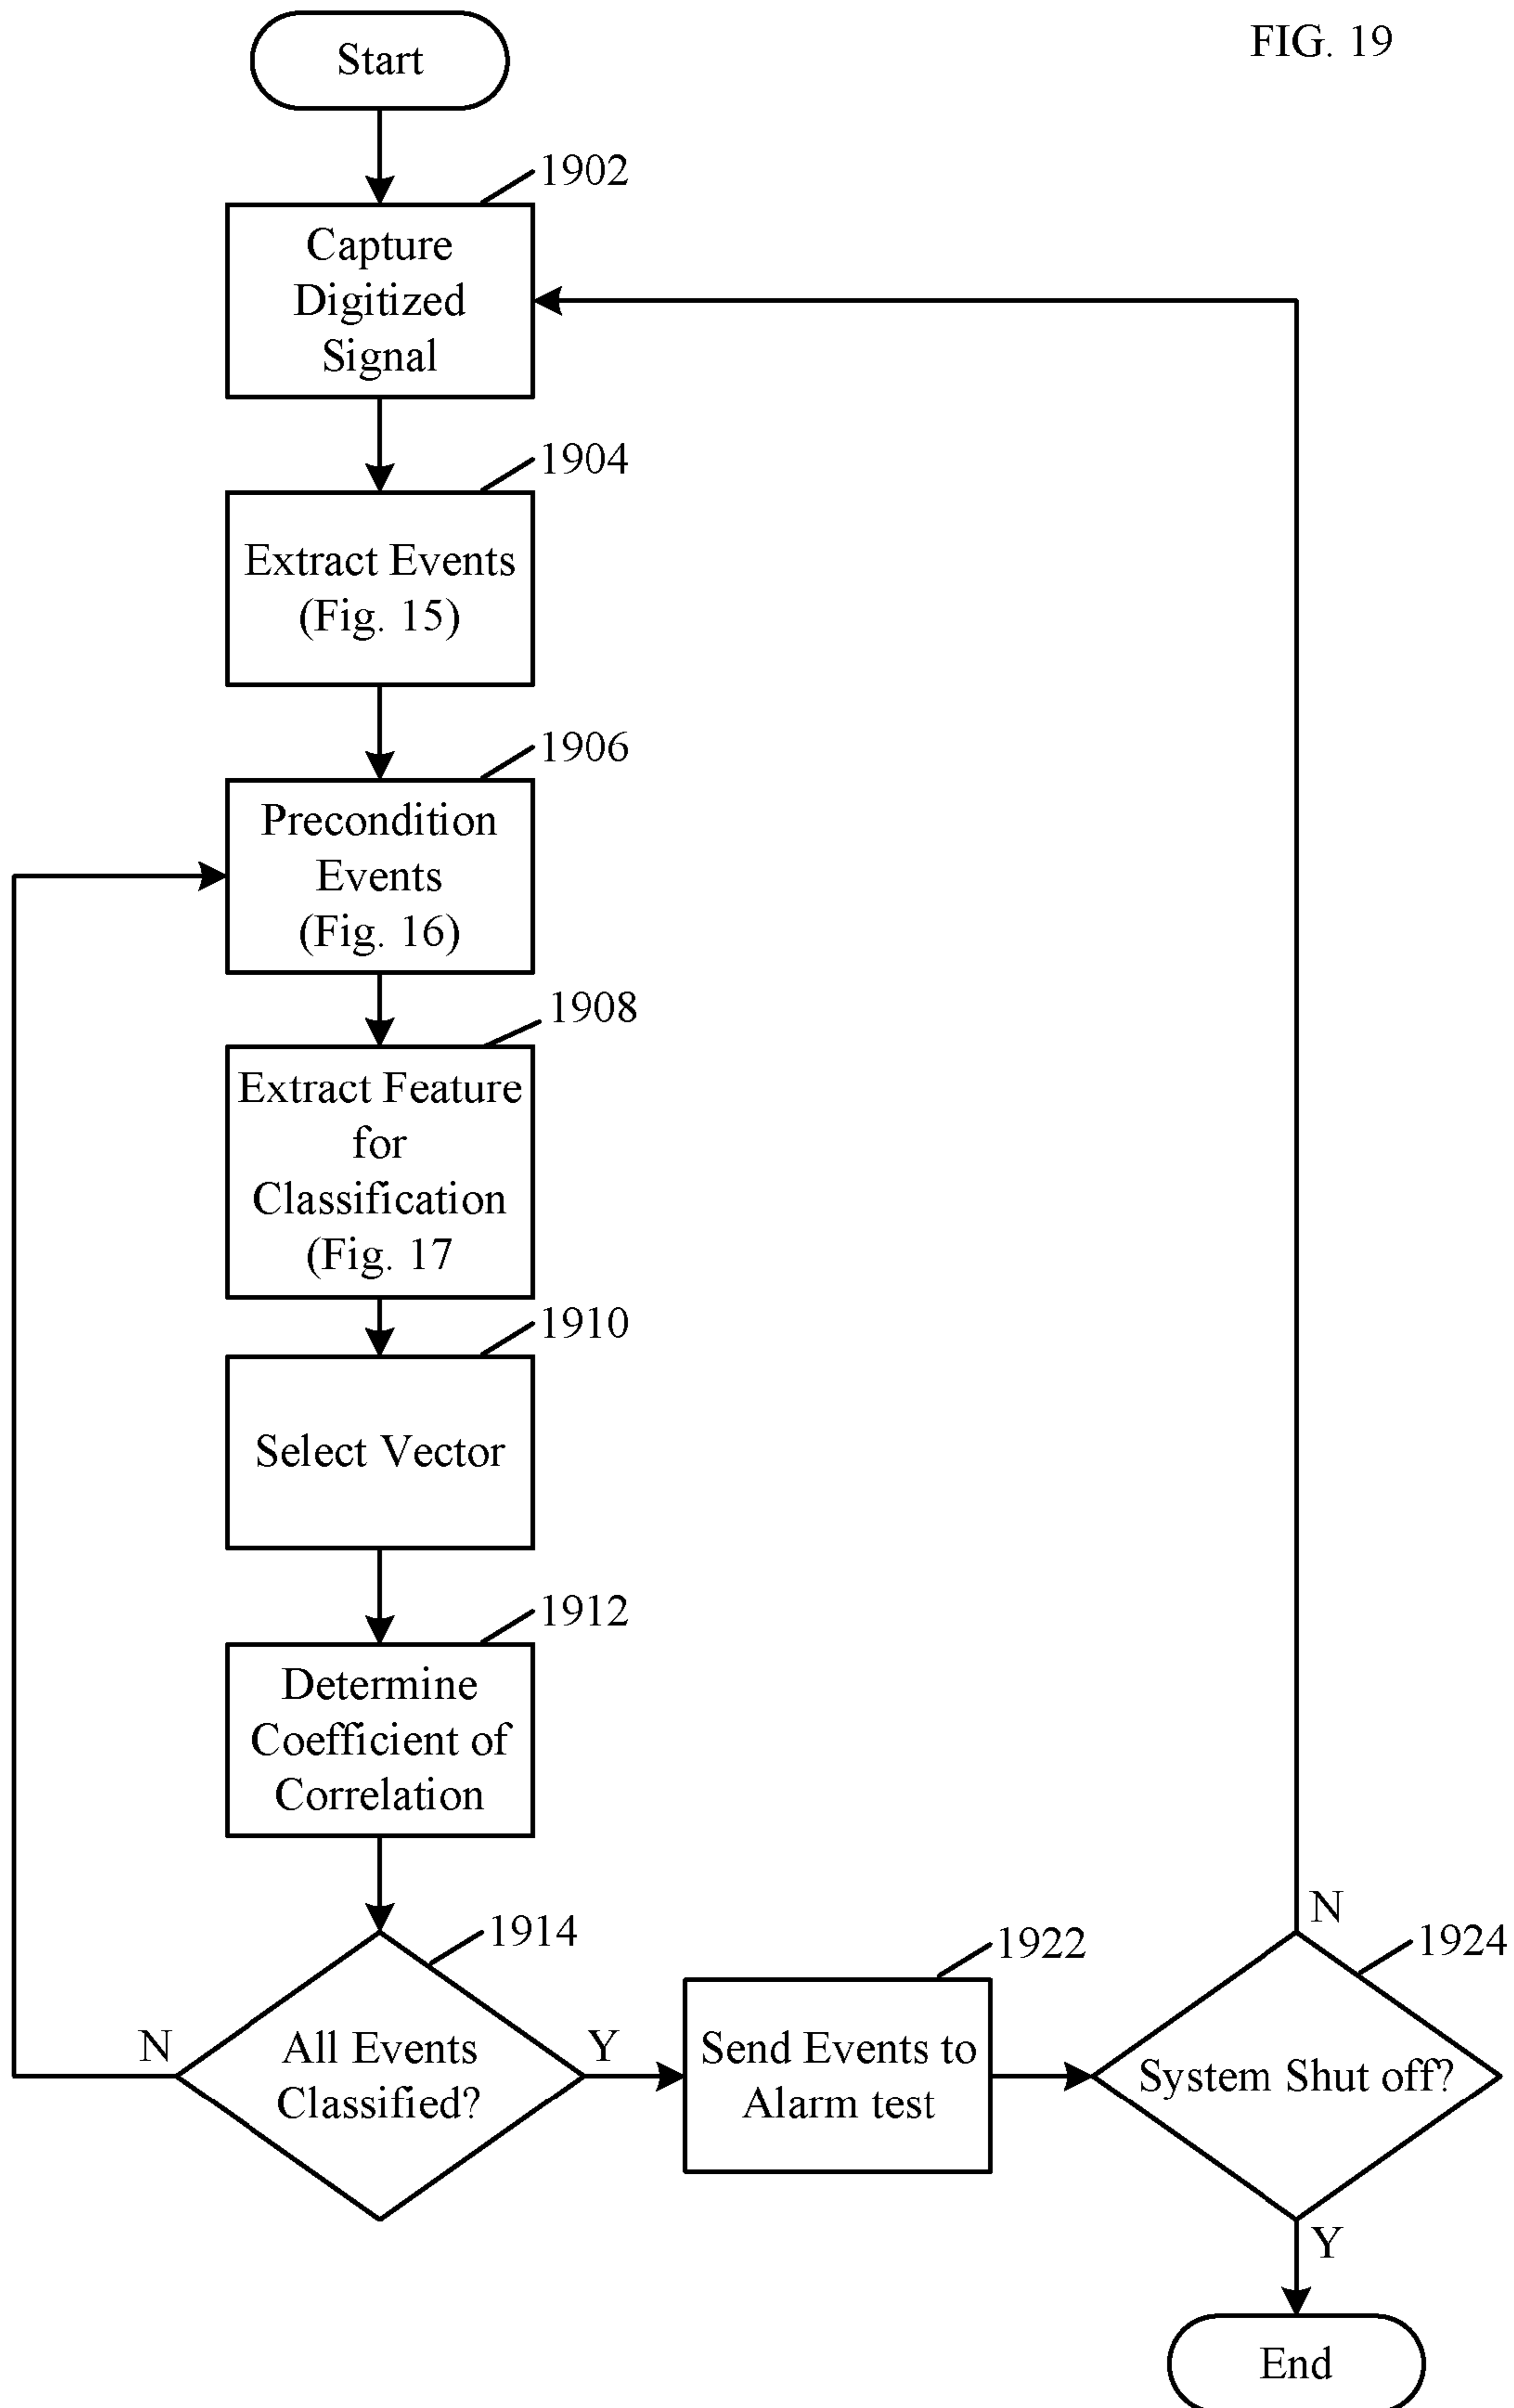 FIG. 19
Start
1902
Capture
Digitized
Signal
1904
Extract Events
(Fig. 15)
1906
Precondition
Events
(Fig. 16)
1908
Extract Feature
for
Classification
(Fig. 17
1910
Select Vector
1912
Determine
Coefficient of
Correlation
1914
All Events
Classified?
N
Y
1922
Send Events to
Alarm test
1924
System Shut off?
N
Y
End